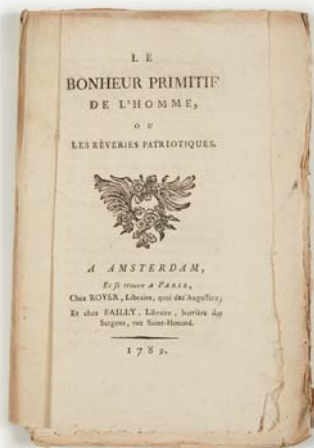 LE
BONHEUR PRIMITIF
DE L'HOMME,
OU
LES RÊVERIES PATRIOTIQUES.
A AMSTERDAM,
Et se trouve A PARIS,
Chez ROYER, Libraire, quai des Augustins;
Et chez BAILLY, Libraire, barrière des
Sergens, rue Saint-Honoré.
1789.